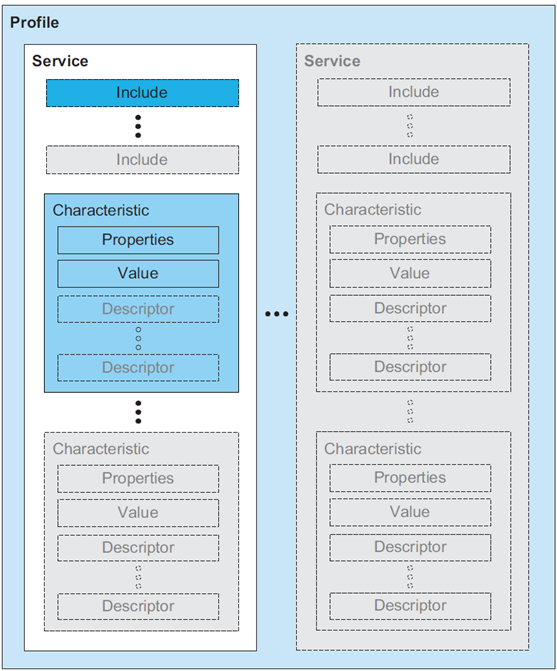 Profile
Service
Include
Include
Characteristic
Properties
Value
Descriptor
Descriptor
Characteristic
Properties
Value
Descriptor
Descriptor
Service
Include
Include
Characteristic
Properties
Value
Descriptor
Descriptor
Characteristic
Properties
Value
Descriptor
Descriptor